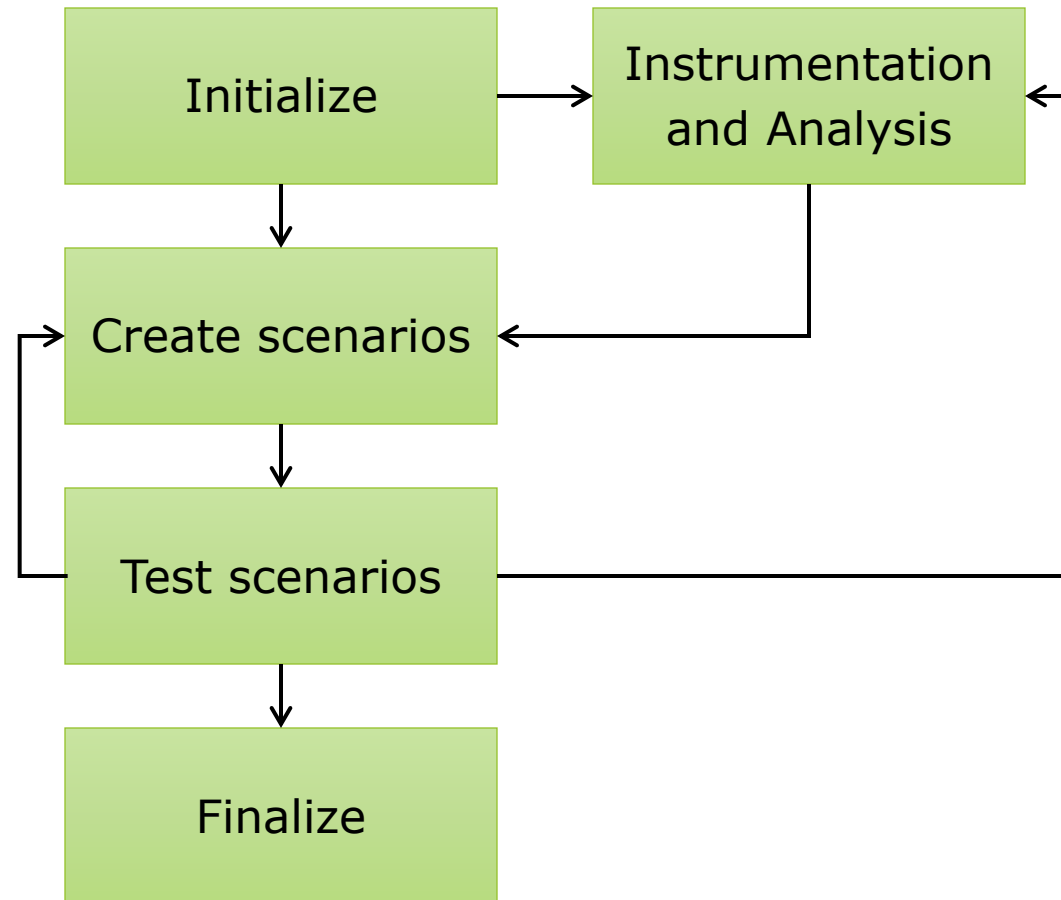 Initialize
Instrumentation
and Analysis
Create scenarios
Test scenarios
Finalize